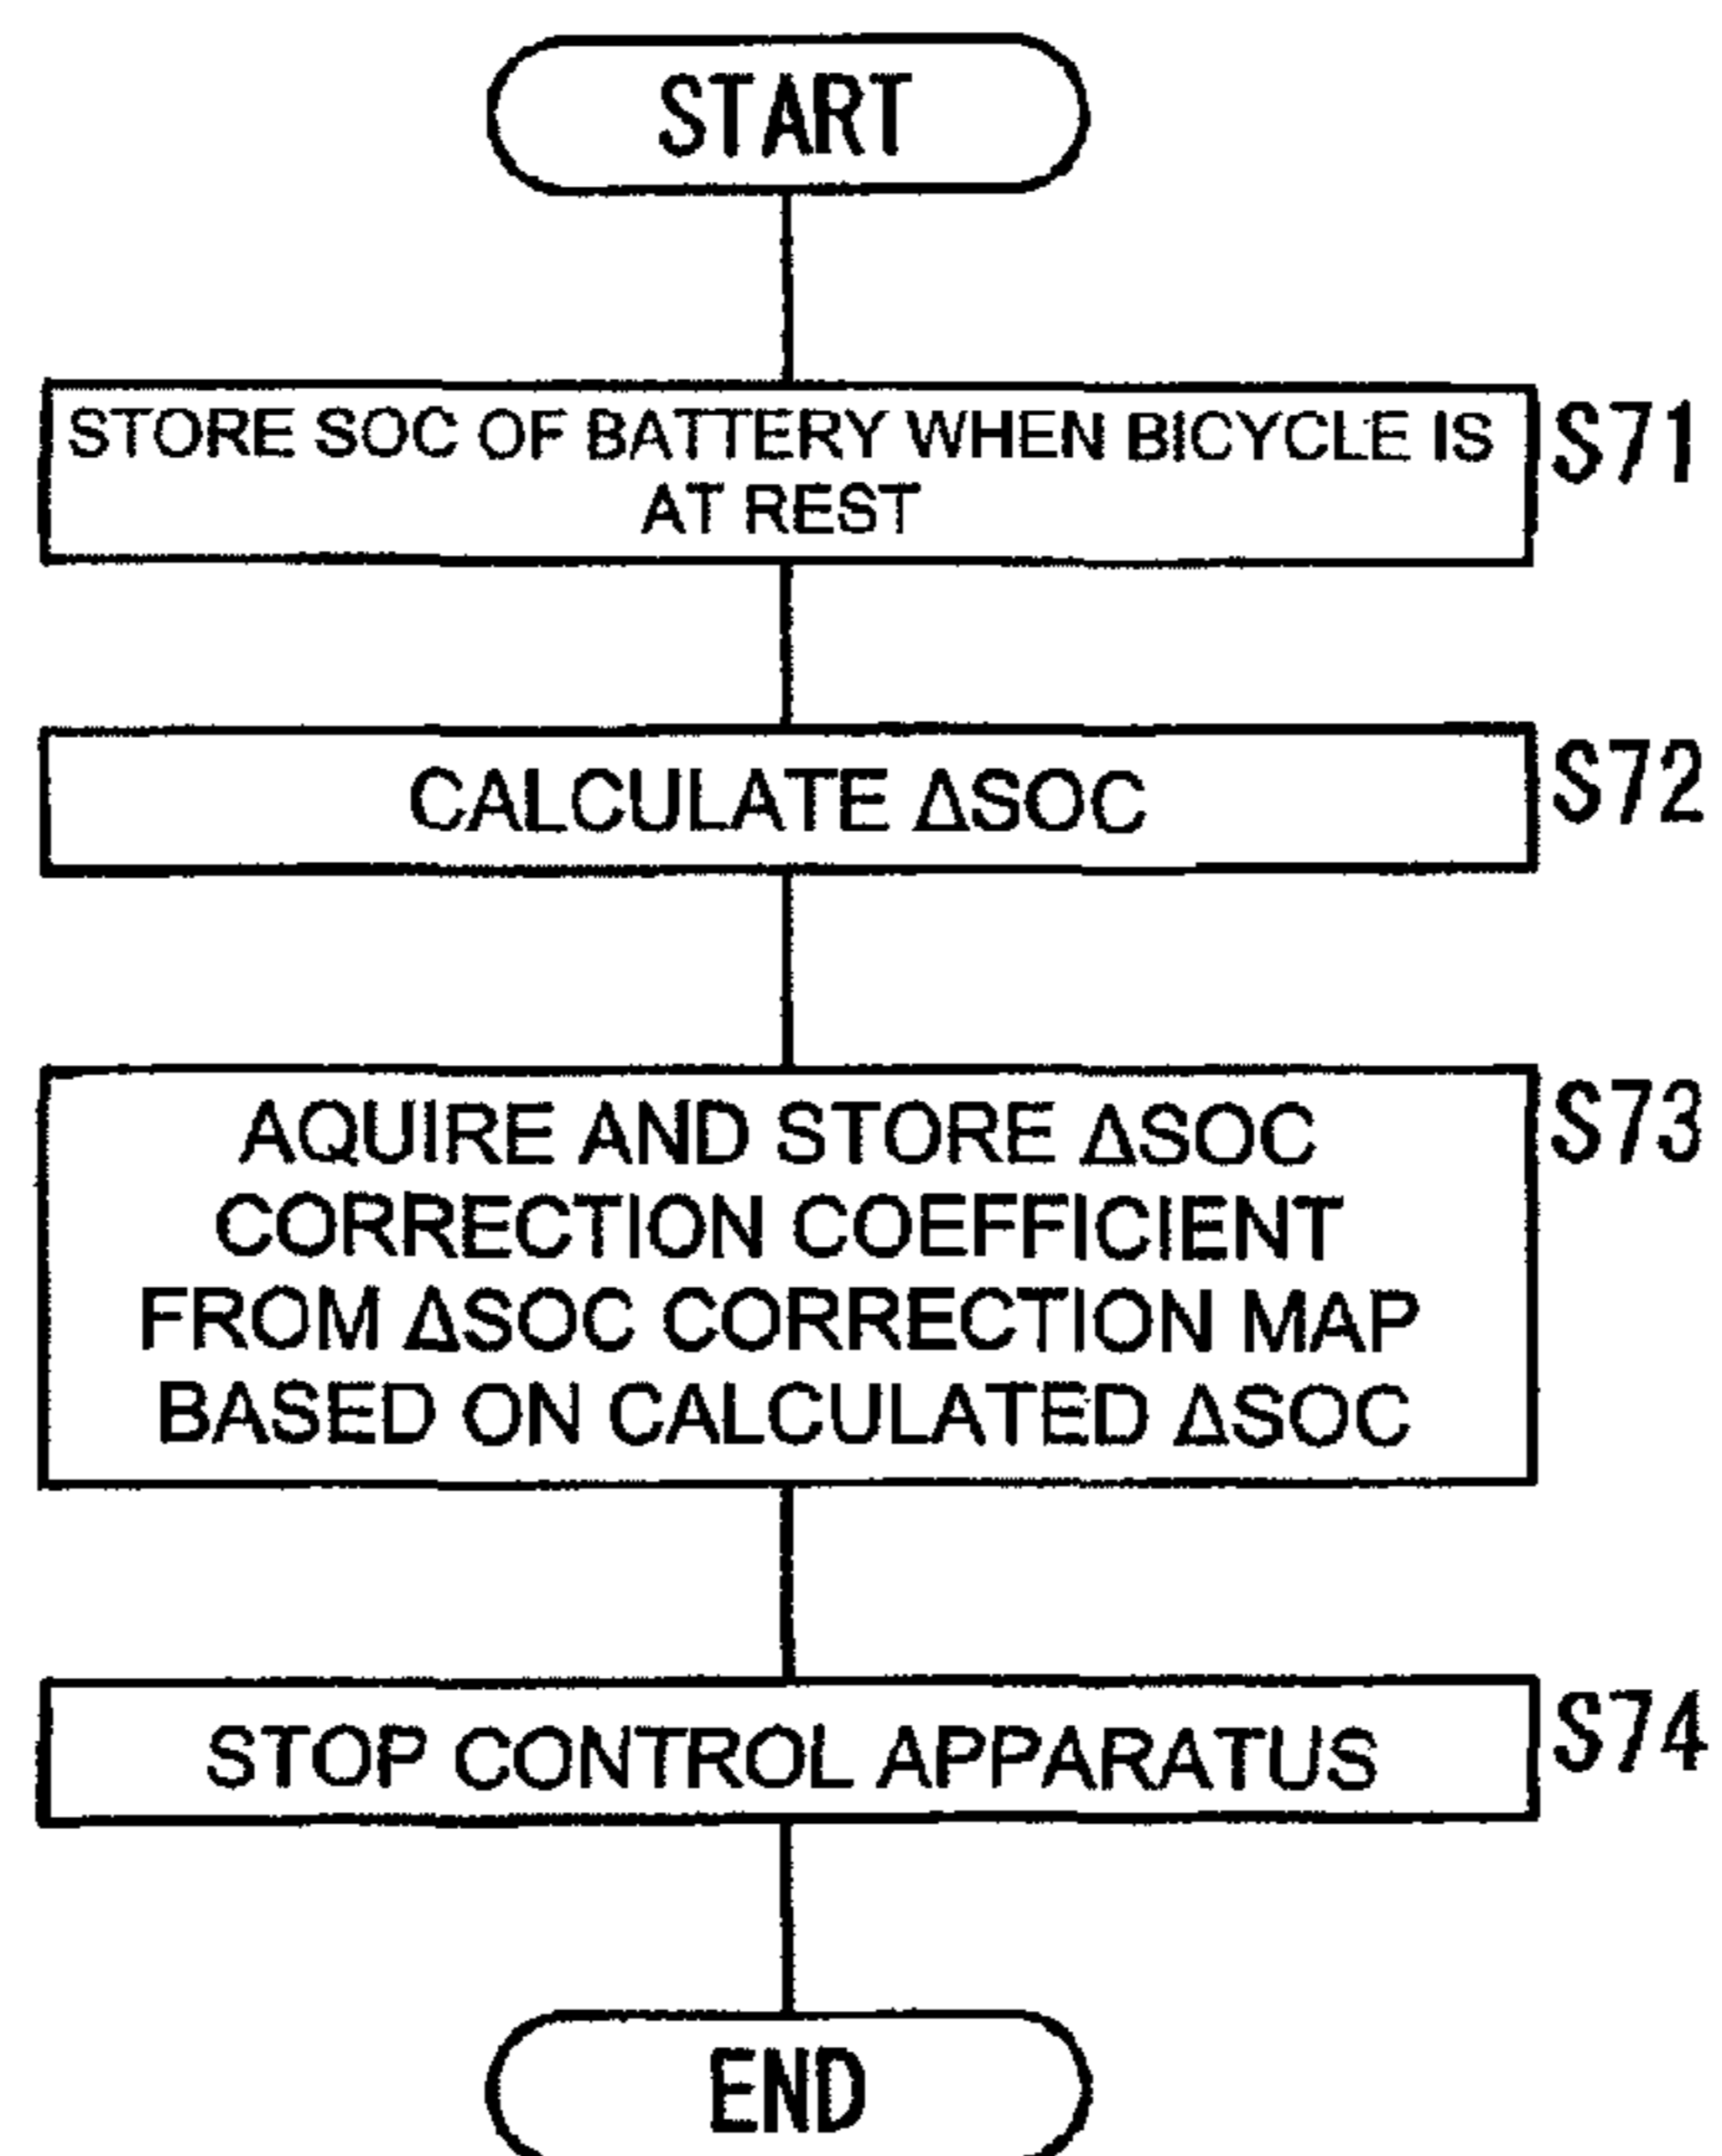 START
STORE SOC OF BATTERY WHEN BICYCLE IS
AT REST
S71
CALCULATE ΔSOC
S72
AQUIRE AND STORE ΔSOC
CORRECTION COEFFICIENT
FROM ΔSOC CORRECTION MAP
BASED ON CALCULATED ΔSOC
S73
STOP CONTROL APPARATUS
S74
END